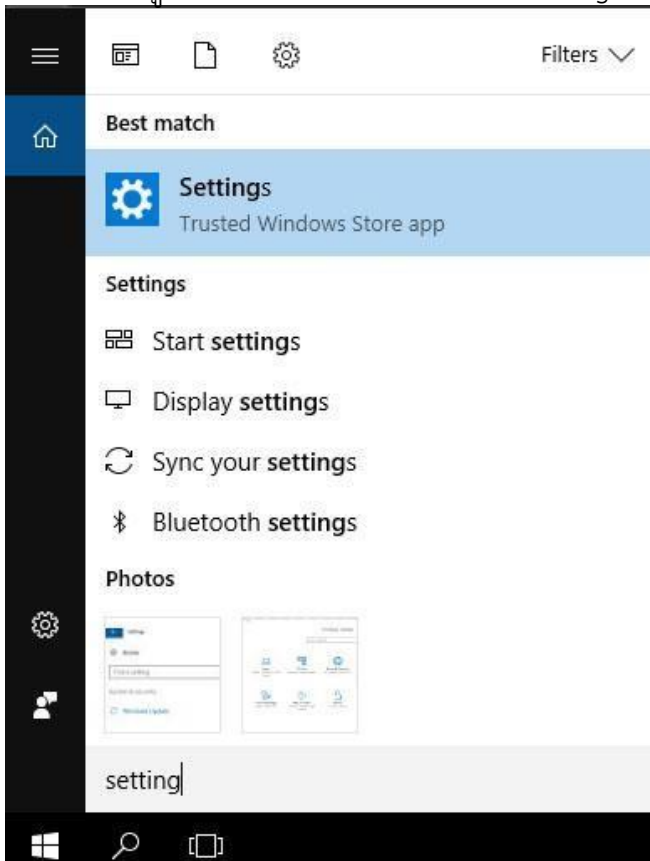 Filters
Best match
Settings
Trusted Windows Store app
Settings
Start settings
Display settings
Sync your settings
Bluetooth settings
Photos
setting